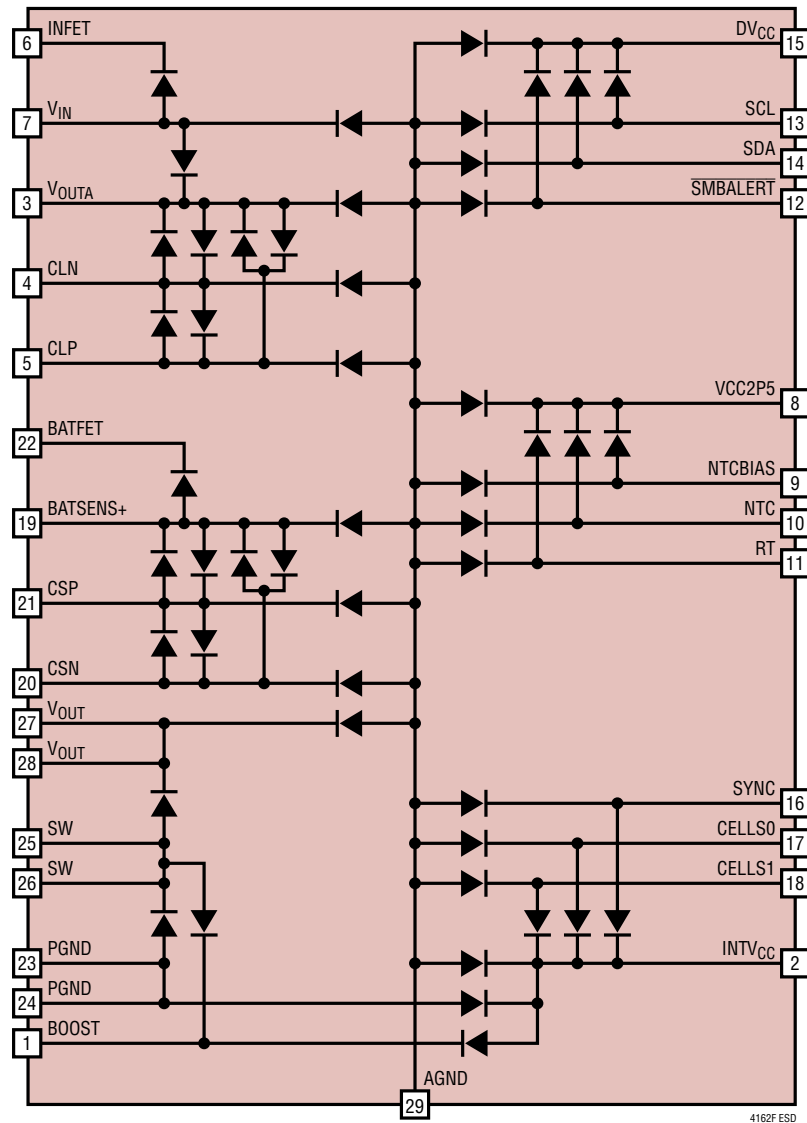 6 INFET
7 VIN
3 VOUTA
4 CLN
5 CLP
22 BATFET
19 BATSENS+
21 CSP
20 CSN
27 VOUT
28 VOUT
25 SW
26 SW
23 PGND
24 PGND
1 BOOST
DVCC 15
SCL 13
SDA 14
SMBALERT 12
VCC2P5 8
NTCBIAS 9
NTC 10
RT 11
SYNC 16
CELLS0 17
CELLS1 18
INTVCC 2
AGND
29
4162F ESD